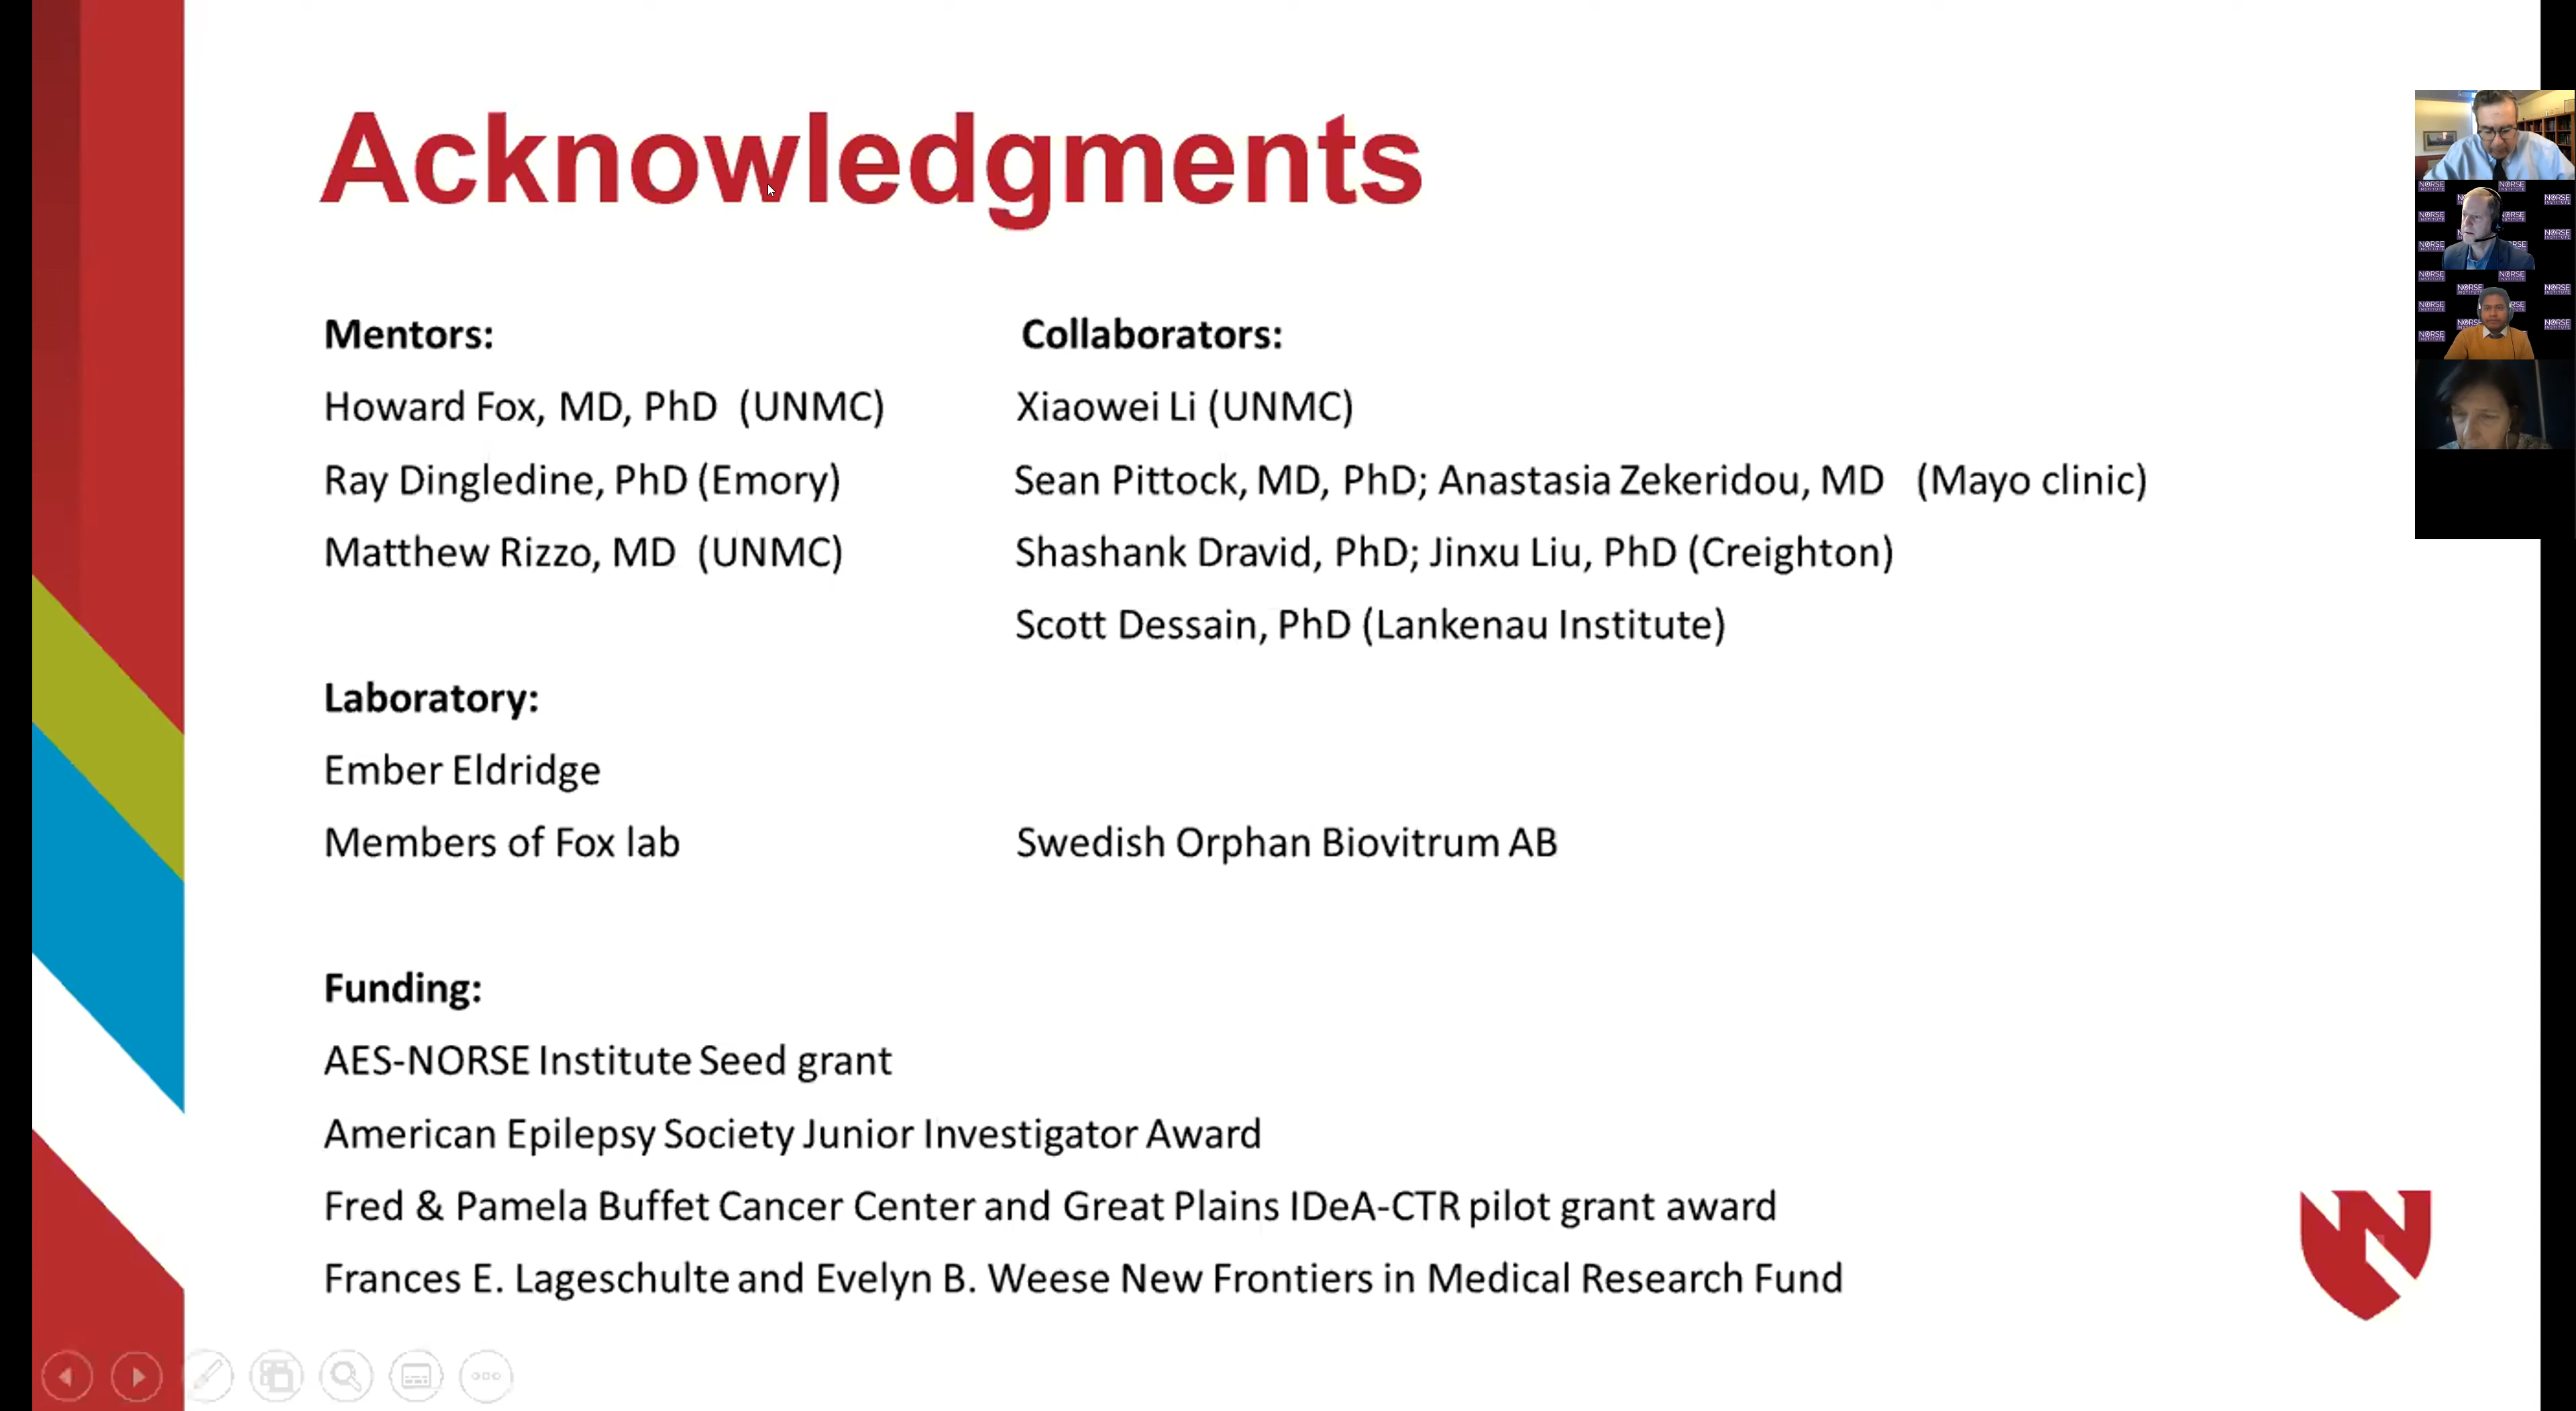 Acknowledgments
Mentors:
Howard Fox, MD, PhD (UNMC)
Ray Dingledine, PhD (Emory)
Matthew Rizzo, MD (UNMC)
Collaborators:
Xiaowei Li (UNMC)
Sean Pittock, MD, PhD; Anastasia Zekeridou, MD (Mayo clinic)
Shashank Dravid, PhD; Jinxu Liu, PhD (Creighton)
Scott Dessain, PhD (Lankenau Institute)
Laboratory:
Ember Eldridge
Members of Fox lab
Swedish Orphan Biovitrum AB
Funding:
AES-NORSE Institute Seed grant
American Epilepsy Society Junior Investigator Award
Fred & Pamela Buffet Cancer Center and Great Plains IDeA-CTR pilot grant award
Frances E. Lageschulte and Evelyn B. Weese New Frontiers in Medical Research Fund
N
NORSE INSTITUTE